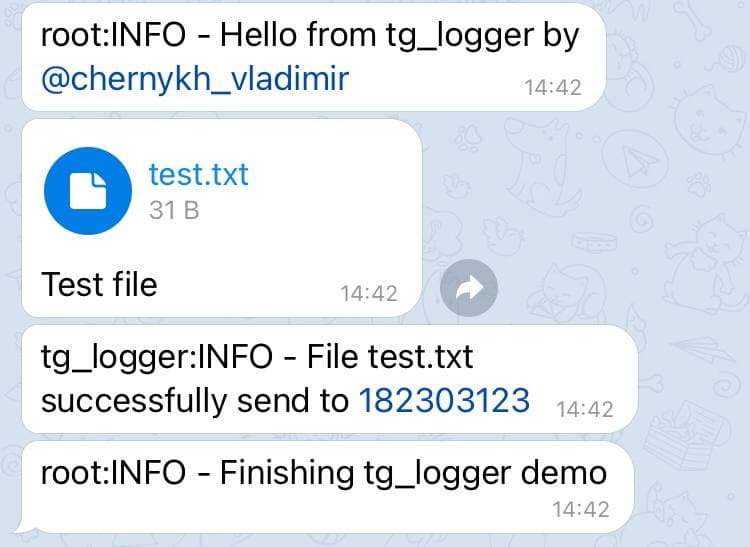 root:INFO - Hello from tg_logger by
@chernykh_vladimir
14:42
test.txt
31 B
Test file
14:42
tg_logger:INFO - File test.txt
successfully send to 182303123
14:42
root:INFO - Finishing tg_logger demo
14:42